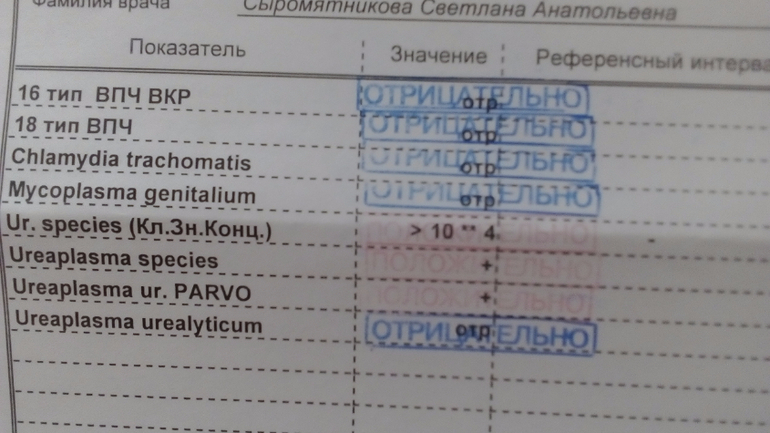 Фамилия врача Сыромятникова Светлана Анатольевна
Показатель Значение Референсный интерва
16 тип ВПЧ ВКР отр ОТРИЦАТЕЛЬНО
18 тип ВПЧ отр ОТРИЦАТЕЛЬНО
Chlamydia trachomatis отр ОТРИЦАТЕЛЬНО
Mycoplasma genitalium отр ОТРИЦАТЕЛЬНО
Ur. species (Кл.Зн.Конц.) > 10 ** 4 -
Ureaplasma species + ПОЛОЖИТЕЛЬНО
Ureaplasma ur. PARVO + ПОЛОЖИТЕЛЬНО
Ureaplasma urealyticum отр ОТРИЦАТЕЛЬНО